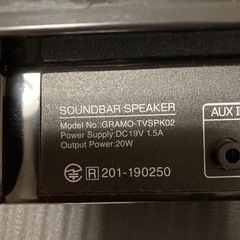 SOUNDBAR SPEAKER
Model No.:GRAMO-TVSPK02
Power Supply:DC19V 1.5A
Output Power:20W
R 201-190250
AUX I